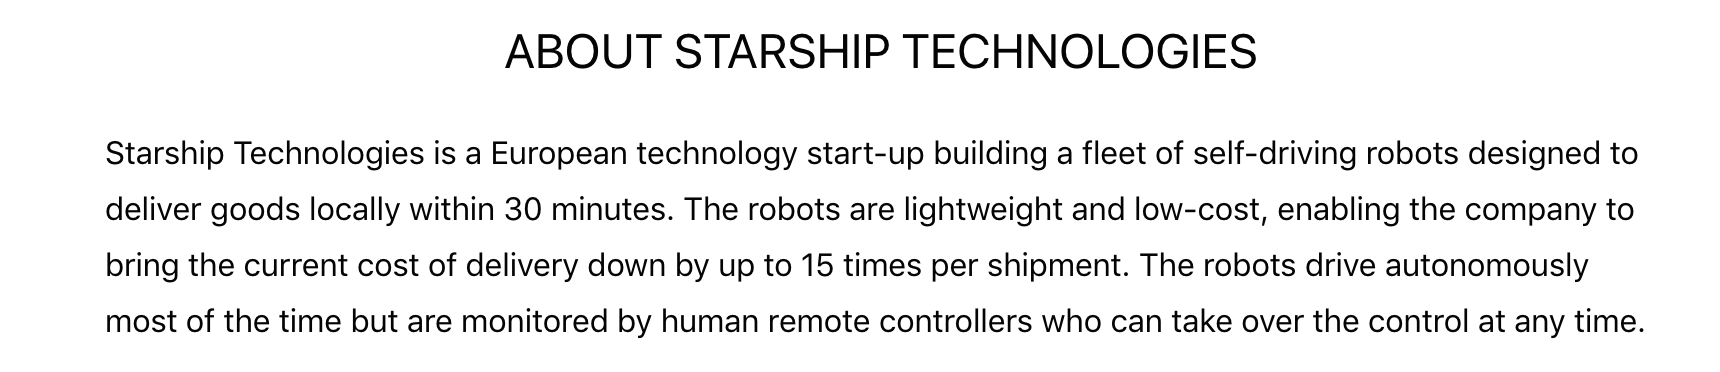 ABOUT STARSHIP TECHNOLOGIES
Starship Technologies is a European technology start-up building a fleet of self-driving robots designed to
deliver goods locally within 30 minutes. The robots are lightweight and low-cost, enabling the company to
bring the current cost of delivery down by up to 15 times per shipment. The robots drive autonomously
most of the time but are monitored by human remote controllers who can take over the control at any time.